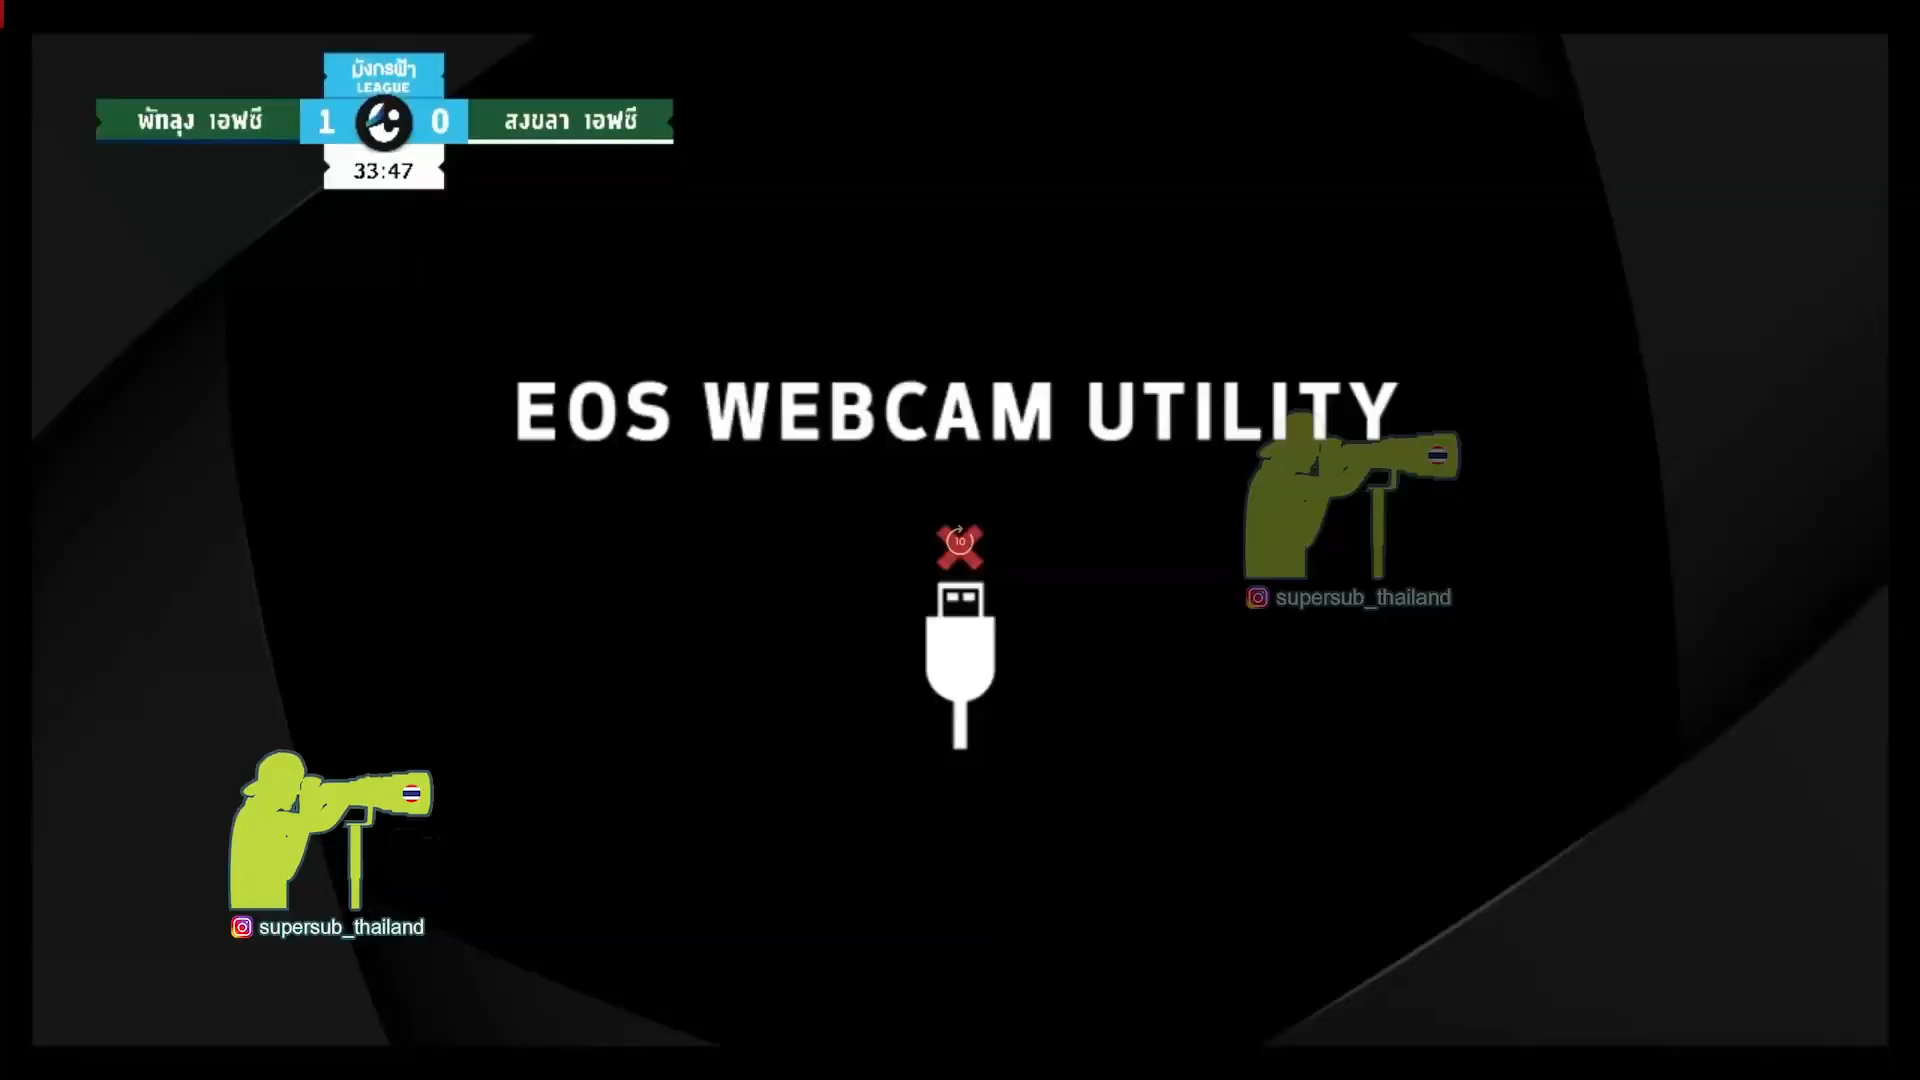 มังกรฟ้า
LEAGUE
พัทลุง เอฟซี 1 0 สงขลา เอฟซี
33:47
EOS WEBCAM UTILITY
10
supersub_thailand
supersub_thailand